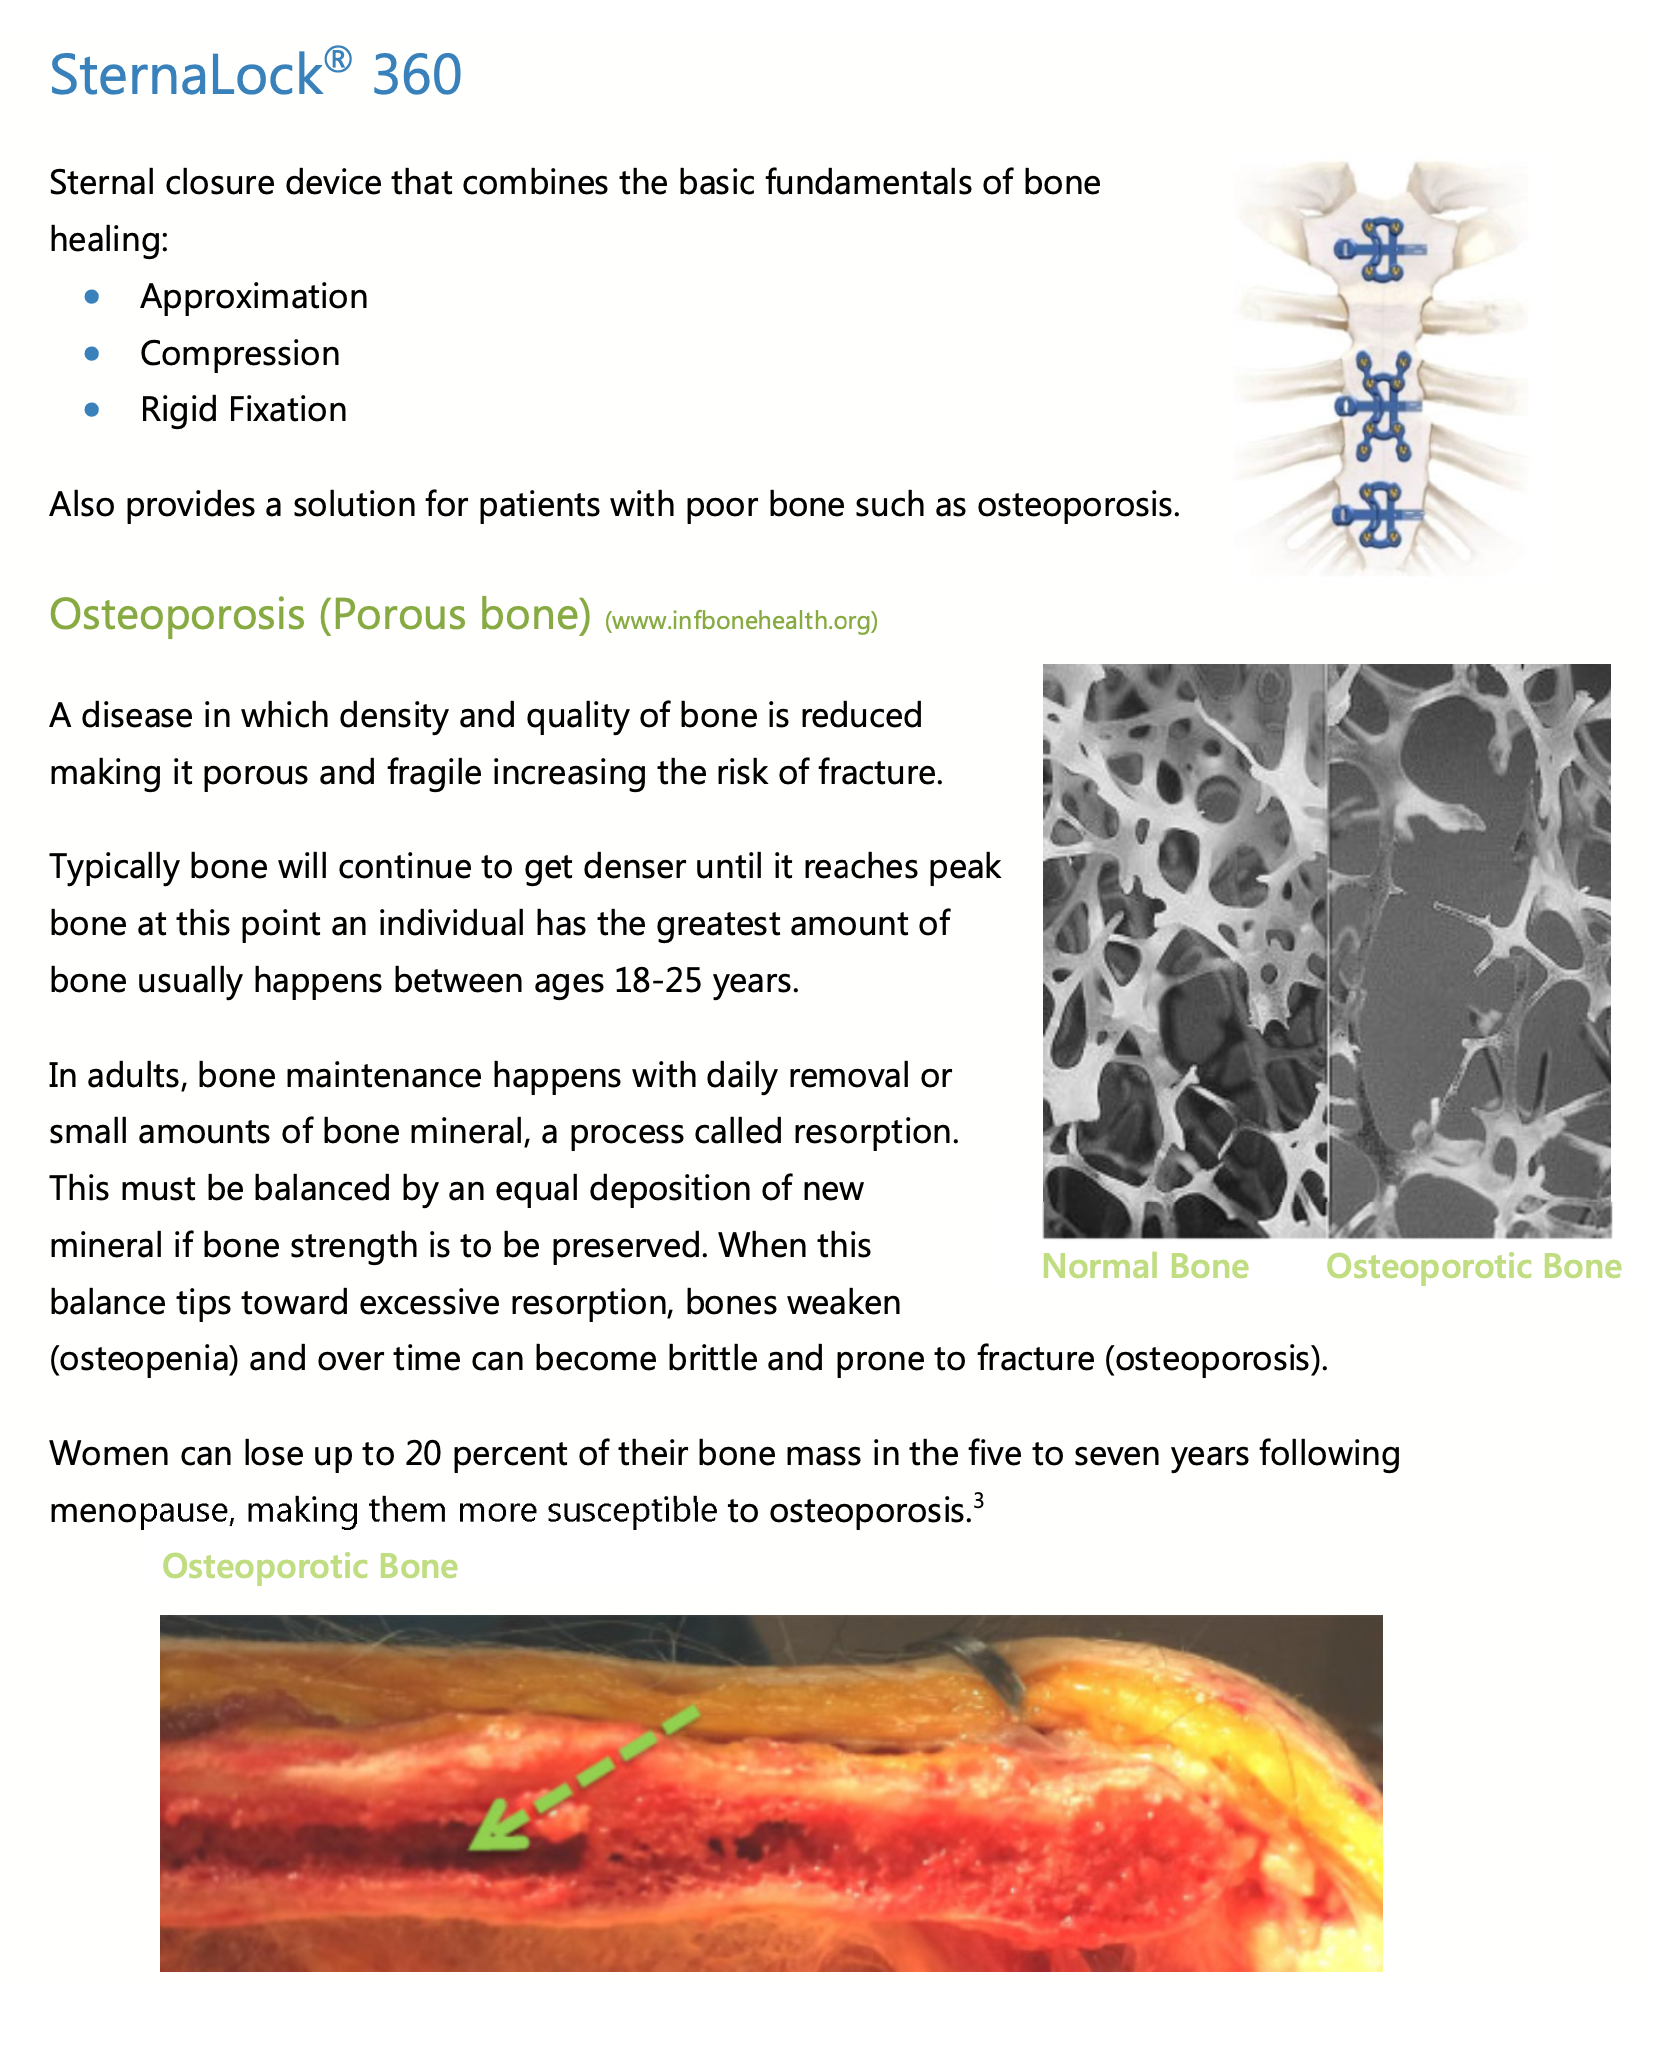 SternaLock® 360
Sternal closure device that combines the basic fundamentals of bone
healing:
• Approximation
• Compression
• Rigid Fixation
Also provides a solution for patients with poor bone such as osteoporosis.
Osteoporosis (Porous bone) (www.infbonehealth.org)
A disease in which density and quality of bone is reduced
making it porous and fragile increasing the risk of fracture.
Typically bone will continue to get denser until it reaches peak
bone at this point an individual has the greatest amount of
bone usually happens between ages 18-25 years.
In adults, bone maintenance happens with daily removal or
small amounts of bone mineral, a process called resorption.
This must be balanced by an equal deposition of new
mineral if bone strength is to be preserved. When this
balance tips toward excessive resorption, bones weaken
(osteopenia) and over time can become brittle and prone to fracture (osteoporosis).
Normal Bone
Osteoporotic Bone
Women can lose up to 20 percent of their bone mass in the five to seven years following
menopause, making them more susceptible to osteoporosis.³
Osteoporotic Bone